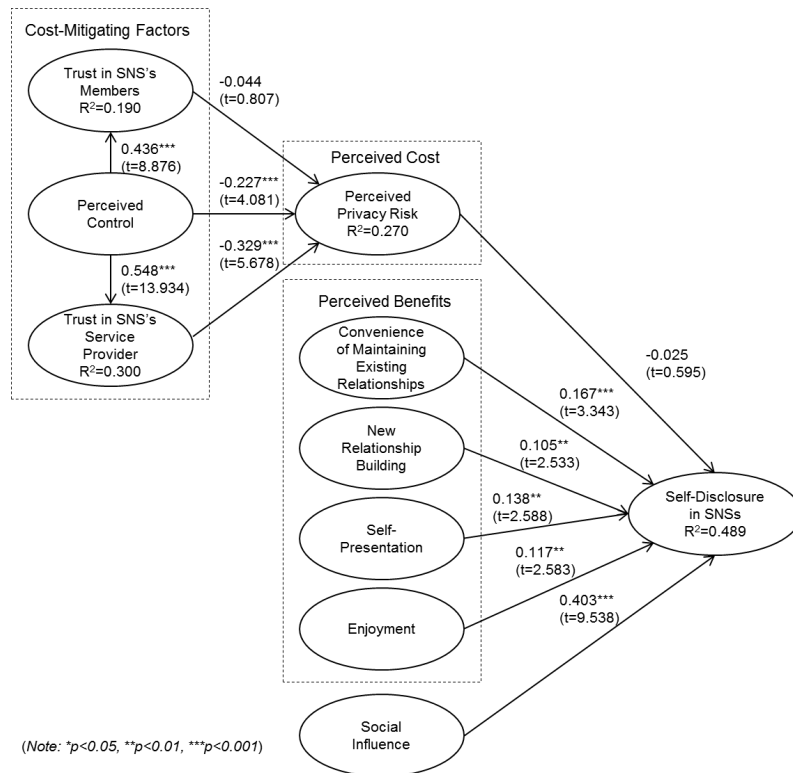 Cost-Mitigating Factors
Trust in SNS's
Members
R²=0.190
0.436***
(t=8.876)
Perceived
Control
0.548***
(t=13.934)
Trust in SNS's
Service
Provider
R²=0.300
-0.044
(t=0.807)
-0.227***
(t=4.081)
-0.329***
(t=5.678)
Perceived Cost
Perceived
Privacy Risk
R²=0.270
Perceived Benefits
Convenience
of Maintaining
Existing
Relationships
New
Relationship
Building
Self-
Presentation
Enjoyment
Social
Influence
-0.025
(t=0.595)
0.167***
(t=3.343)
0.105**
(t=2.533)
0.138**
(t=2.588)
0.117**
(t=2.583)
0.403***
(t=9.538)
Self-Disclosure
in SNSs
R²=0.489
(Note: *p<0.05, **p<0.01, ***p<0.001)